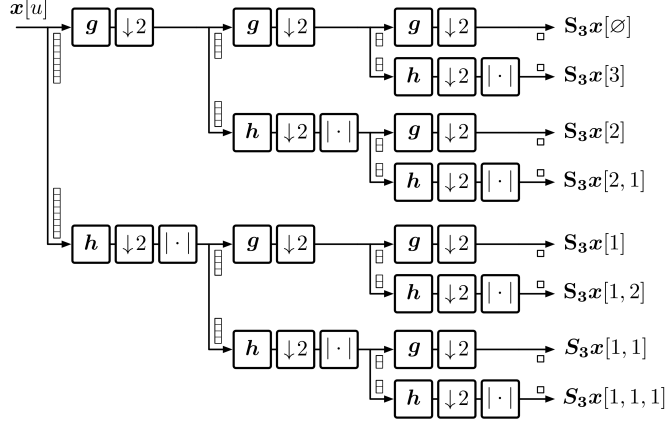 x[u]
g ↓2 g ↓2 g ↓2 S₃x[∅]
h ↓2 |·| S₃x[3]
h ↓2 |·| g ↓2 S₃x[2]
h ↓2 |·| S₃x[2,1]
h ↓2 |·| g ↓2 g ↓2 S₃x[1]
h ↓2 |·| S₃x[1,2]
h ↓2 |·| g ↓2 S₃x[1,1]
h ↓2 |·| S₃x[1,1,1]